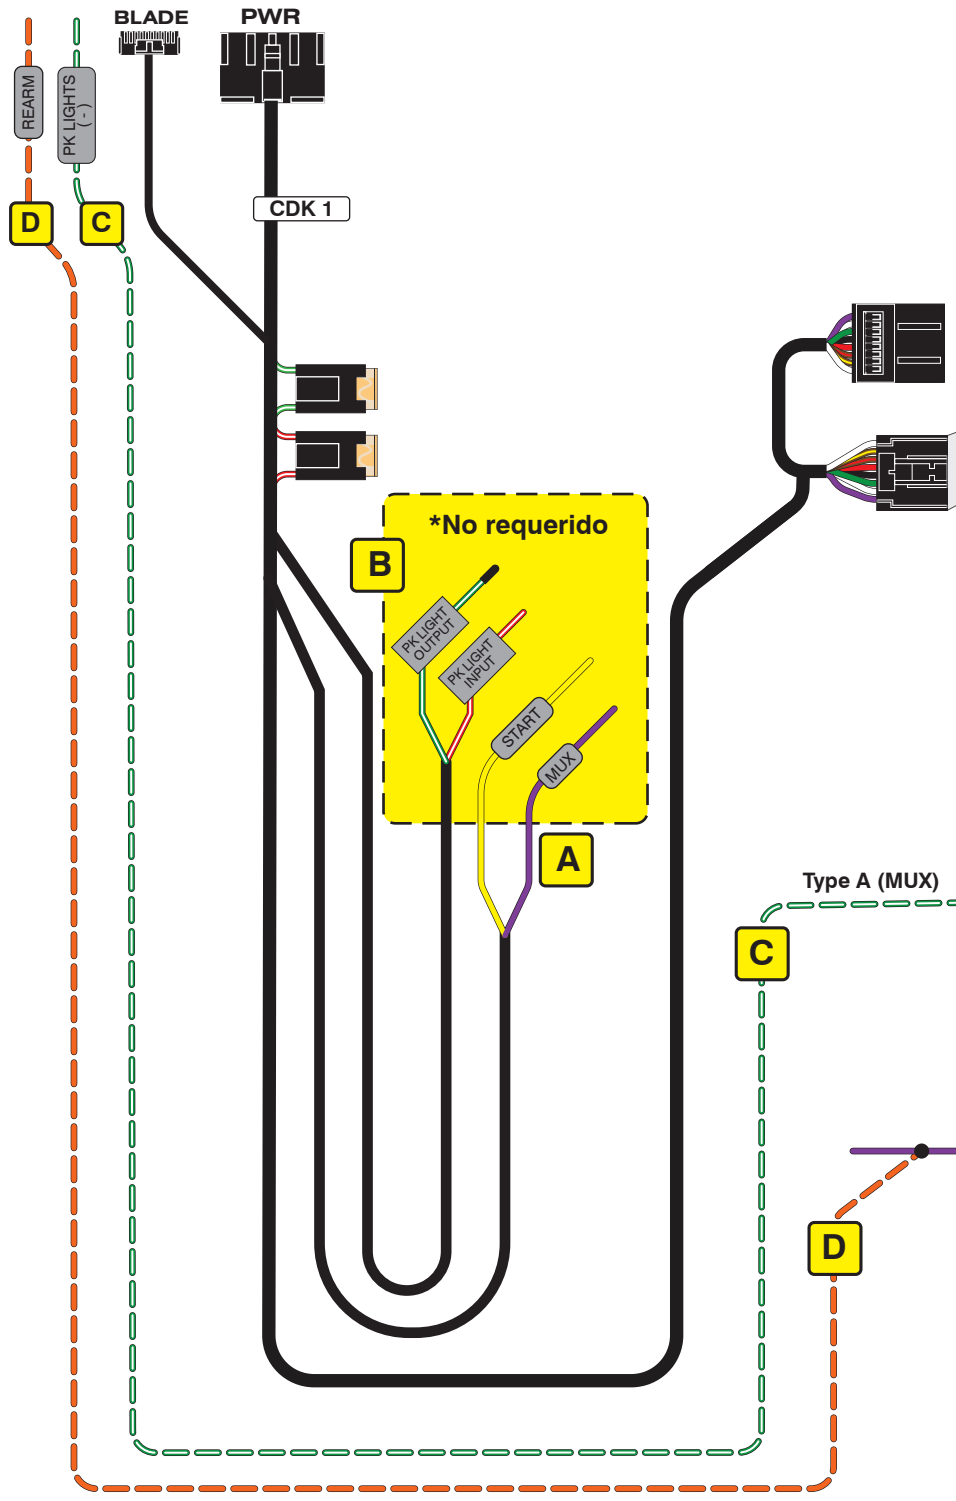 BLADE
PWR
REARM
PK LIGHTS
( - )
D
C
CDK 1
*No requerido
B
PK LIGHT
OUTPUT
PK LIGHT
INPUT
START
MUX
A
Type A (MUX)
C
D